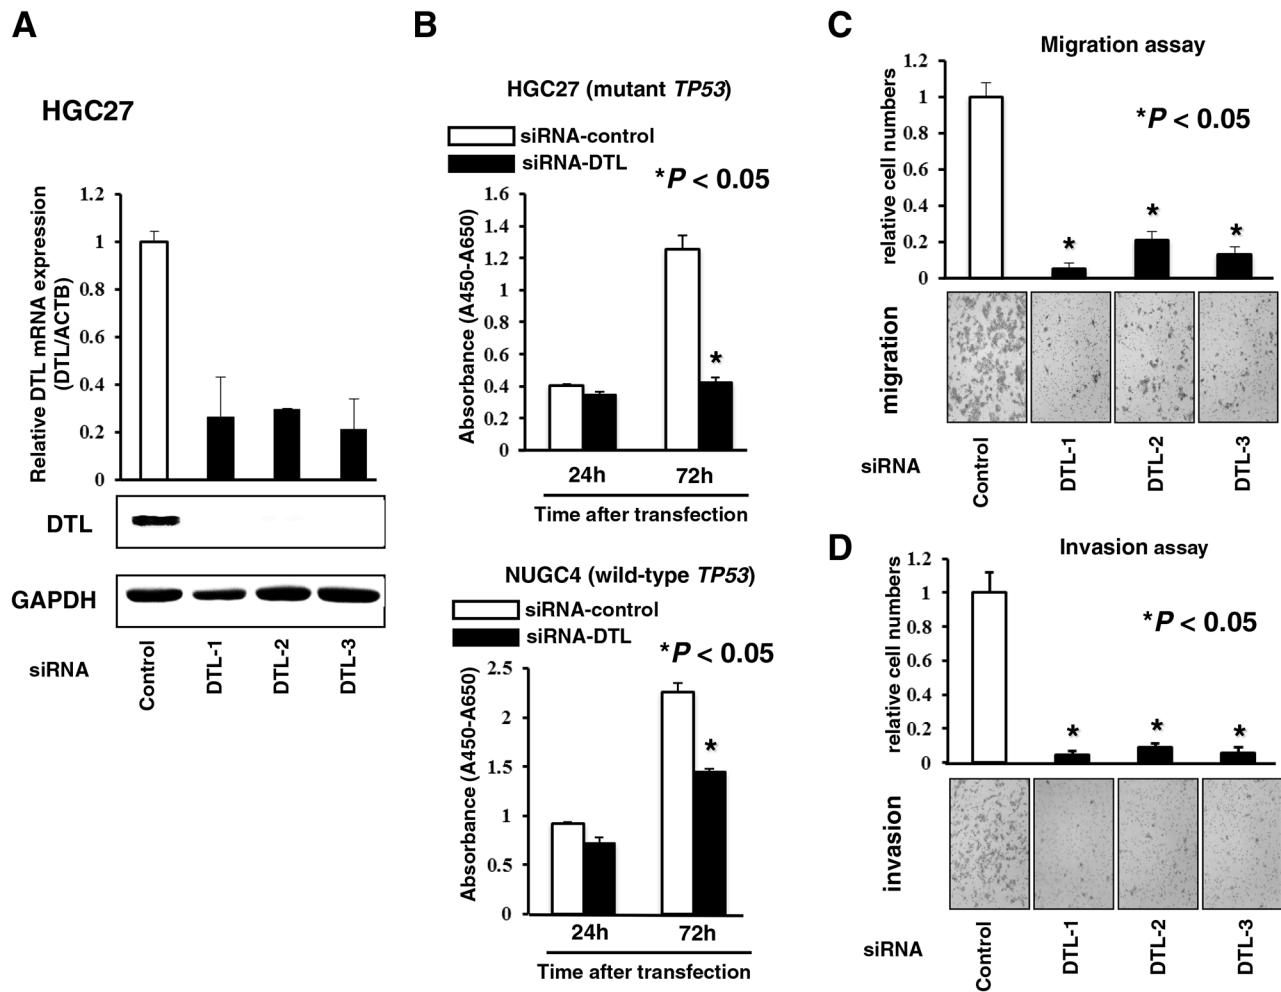 A
HGC27
Relative DTL mRNA expression
(DTL/ACTB)
1.2
1
0.8
0.6
0.4
0.2
0
DTL
GAPDH
siRNA
Control
DTL-1
DTL-2
DTL-3
B
HGC27 (mutant TP53)
siRNA-control
siRNA-DTL
*P < 0.05
Absorbance (A450-A650)
1.6
1.4
1.2
1
0.8
0.6
0.4
0.2
0
*
24h
72h
Time after transfection
NUGC4 (wild-type TP53)
siRNA-control
siRNA-DTL
*P < 0.05
Absorbance (A450-A650)
2.5
2
1.5
1
0.5
0
*
24h
72h
Time after transfection
C
Migration assay
relative cell numbers
1.2
1
0.8
0.6
0.4
0.2
0
*P < 0.05
*
*
*
migration
siRNA
Control
DTL-1
DTL-2
DTL-3
D
Invasion assay
relative cell numbers
1.2
1
0.8
0.6
0.4
0.2
0
*P < 0.05
*
*
*
invasion
siRNA
Control
DTL-1
DTL-2
DTL-3